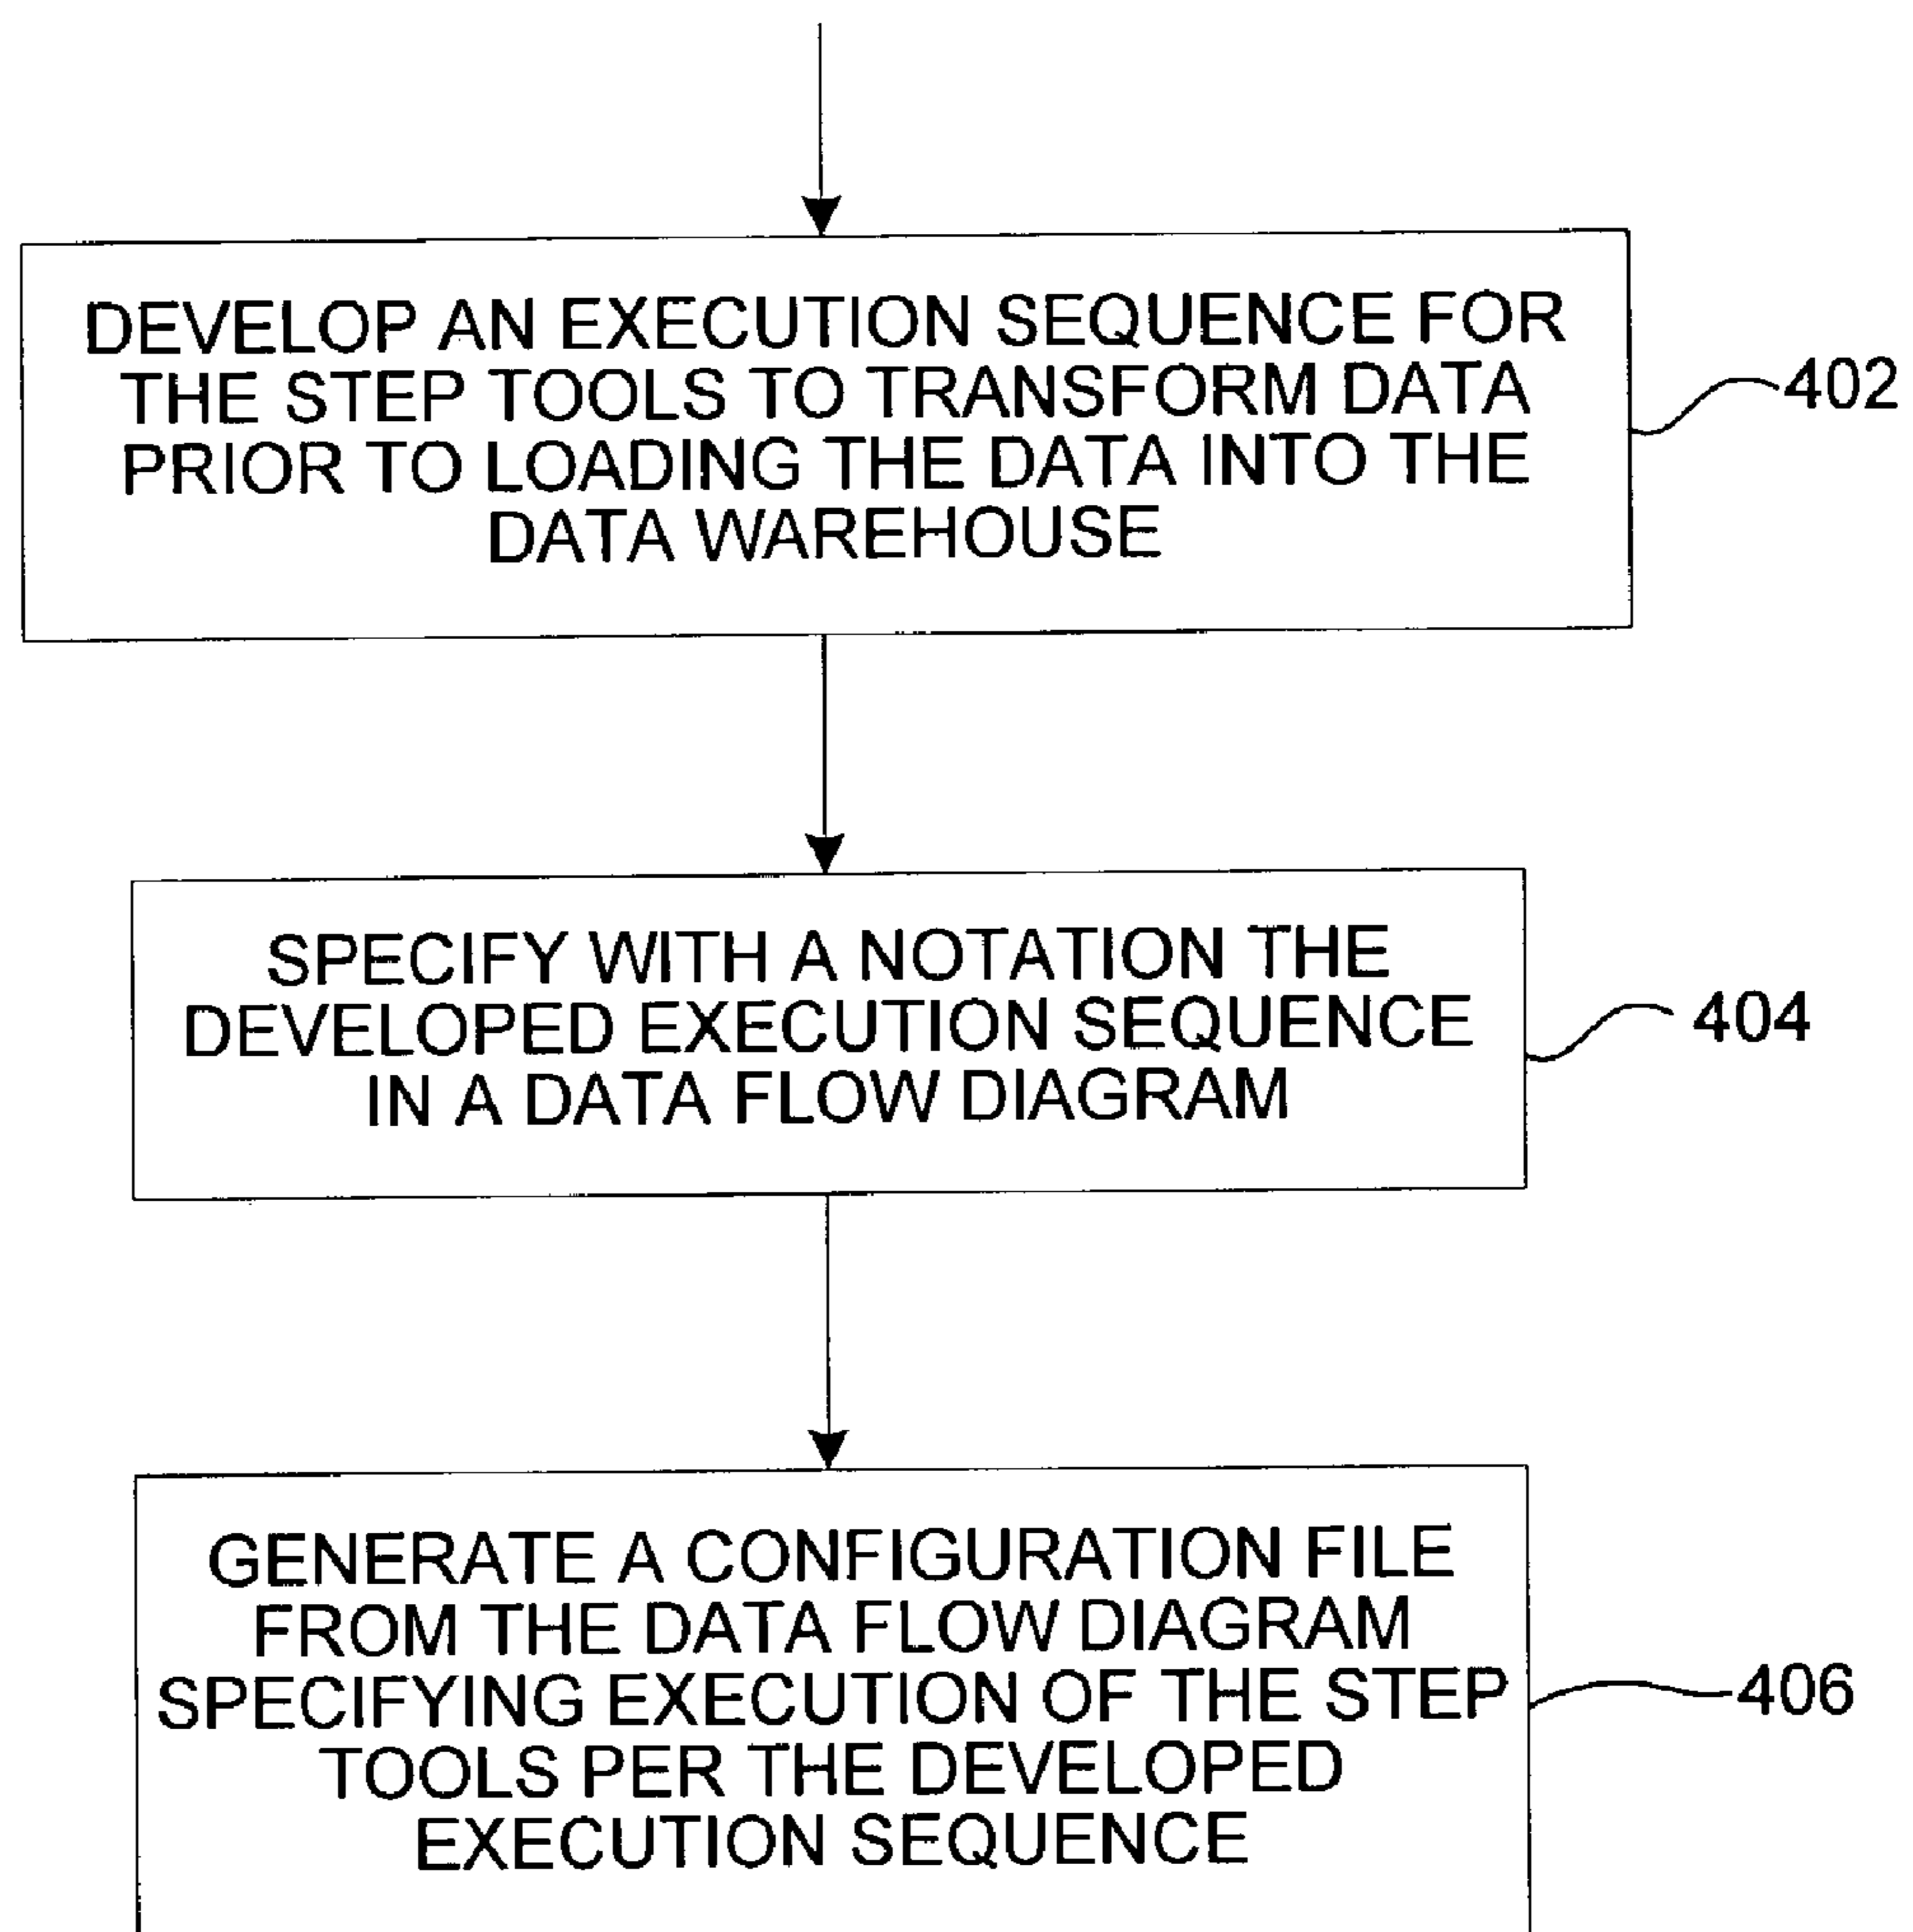 DEVELOP AN EXECUTION SEQUENCE FOR
THE STEP TOOLS TO TRANSFORM DATA
PRIOR TO LOADING THE DATA INTO THE
DATA WAREHOUSE
402
SPECIFY WITH A NOTATION THE
DEVELOPED EXECUTION SEQUENCE
IN A DATA FLOW DIAGRAM
404
GENERATE A CONFIGURATION FILE
FROM THE DATA FLOW DIAGRAM
SPECIFYING EXECUTION OF THE STEP
TOOLS PER THE DEVELOPED
EXECUTION SEQUENCE
406